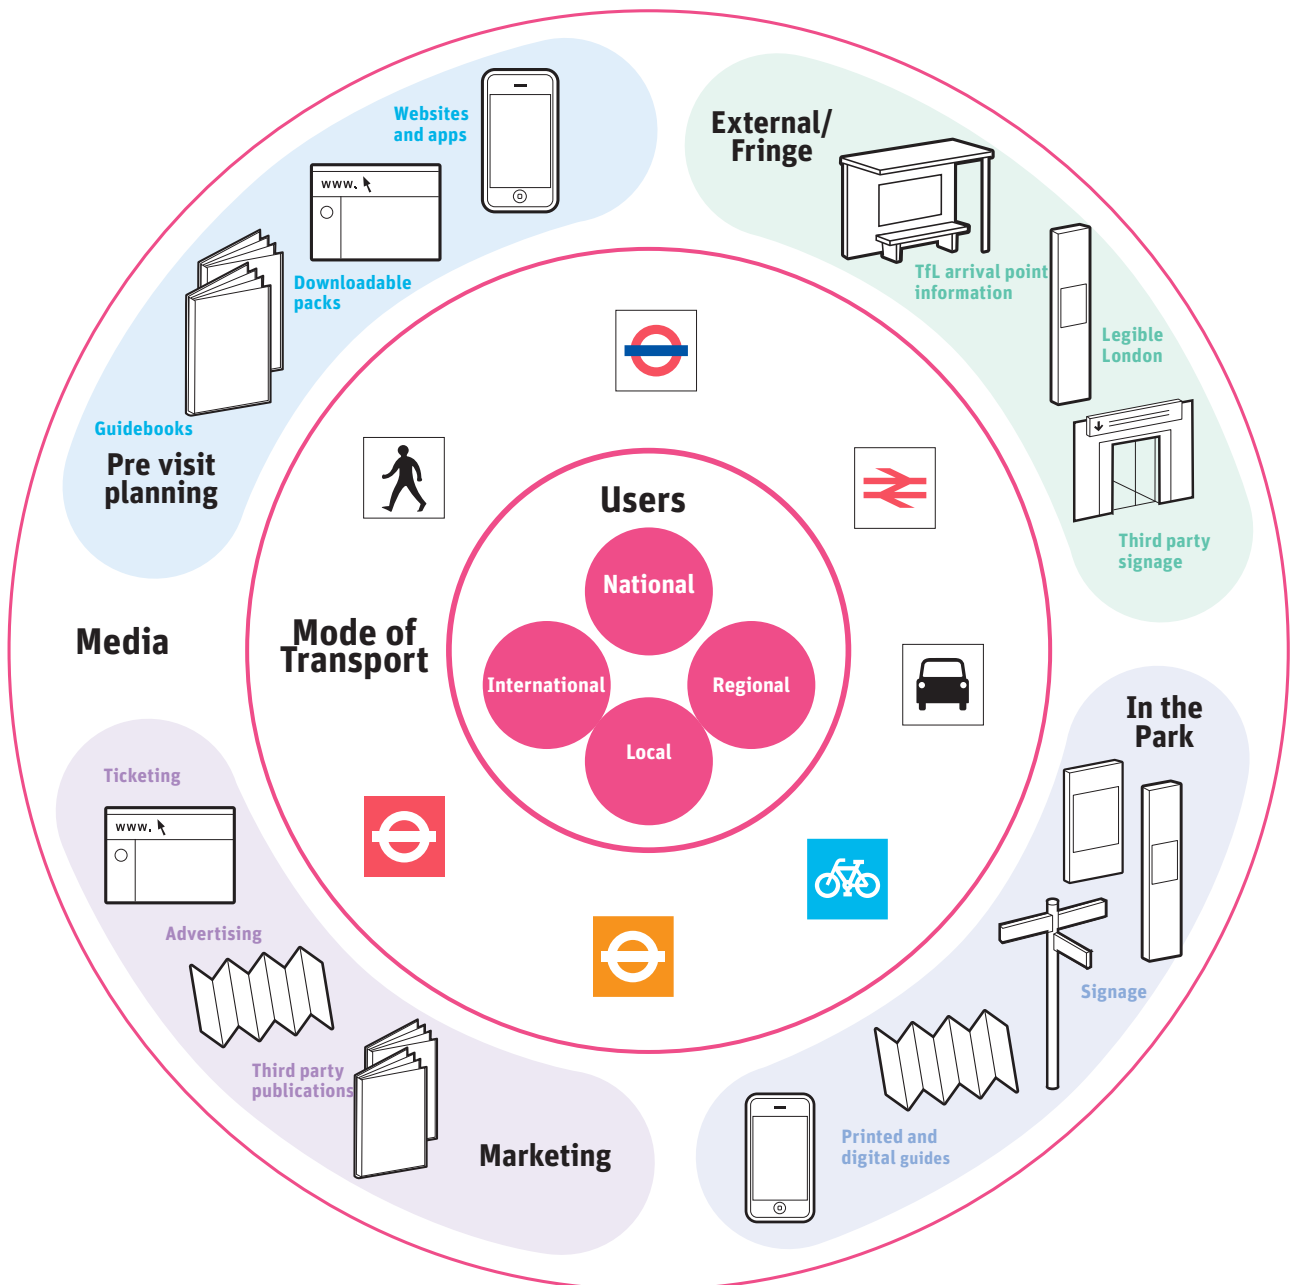 Websites
and apps
www.
Downloadable
packs
Guidebooks
Pre visit
planning
External/
Fringe
TfL arrival point
information
Legible
London
Third party
signage
Users
National
International
Regional
Local
Mode of
Transport
Media
In the
Park
Signage
Printed and
digital guides
Ticketing
www.
Advertising
Third party
publications
Marketing